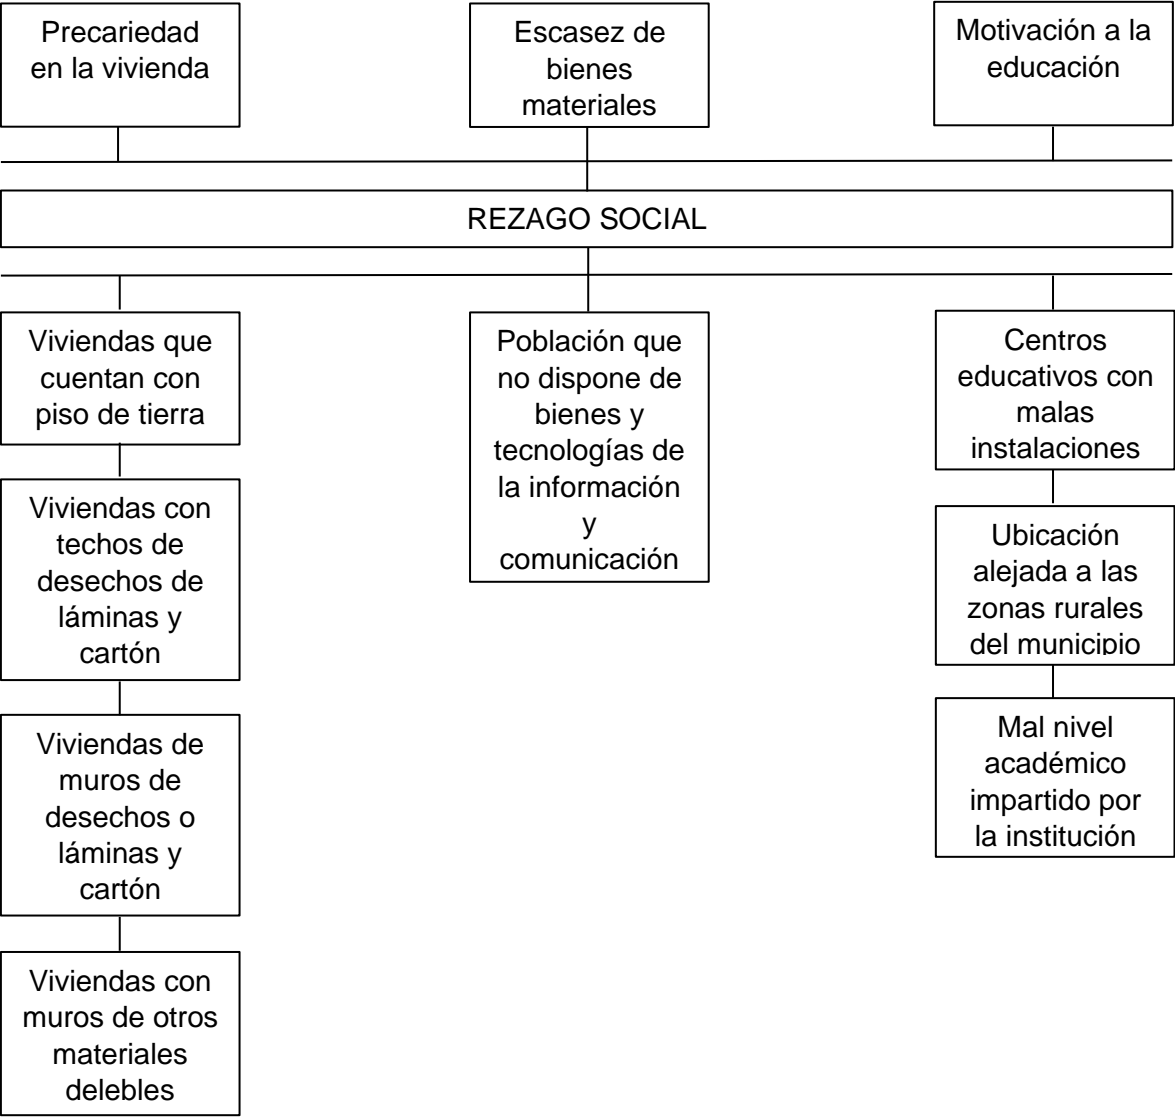 Precariedad
en la vivienda
Escasez de
bienes
materiales
Motivación a la
educación
REZAGO SOCIAL
Viviendas que
cuentan con
piso de tierra
Viviendas con
techos de
desechos de
láminas y
cartón
Viviendas de
muros de
desechos o
láminas y
cartón
Viviendas con
muros de otros
materiales
delebles
Población que
no dispone de
bienes y
tecnologías de
la información
y
comunicación
Centros
educativos con
malas
instalaciones
Ubicación
alejada a las
zonas rurales
del municipio
Mal nivel
académico
impartido por
la institución